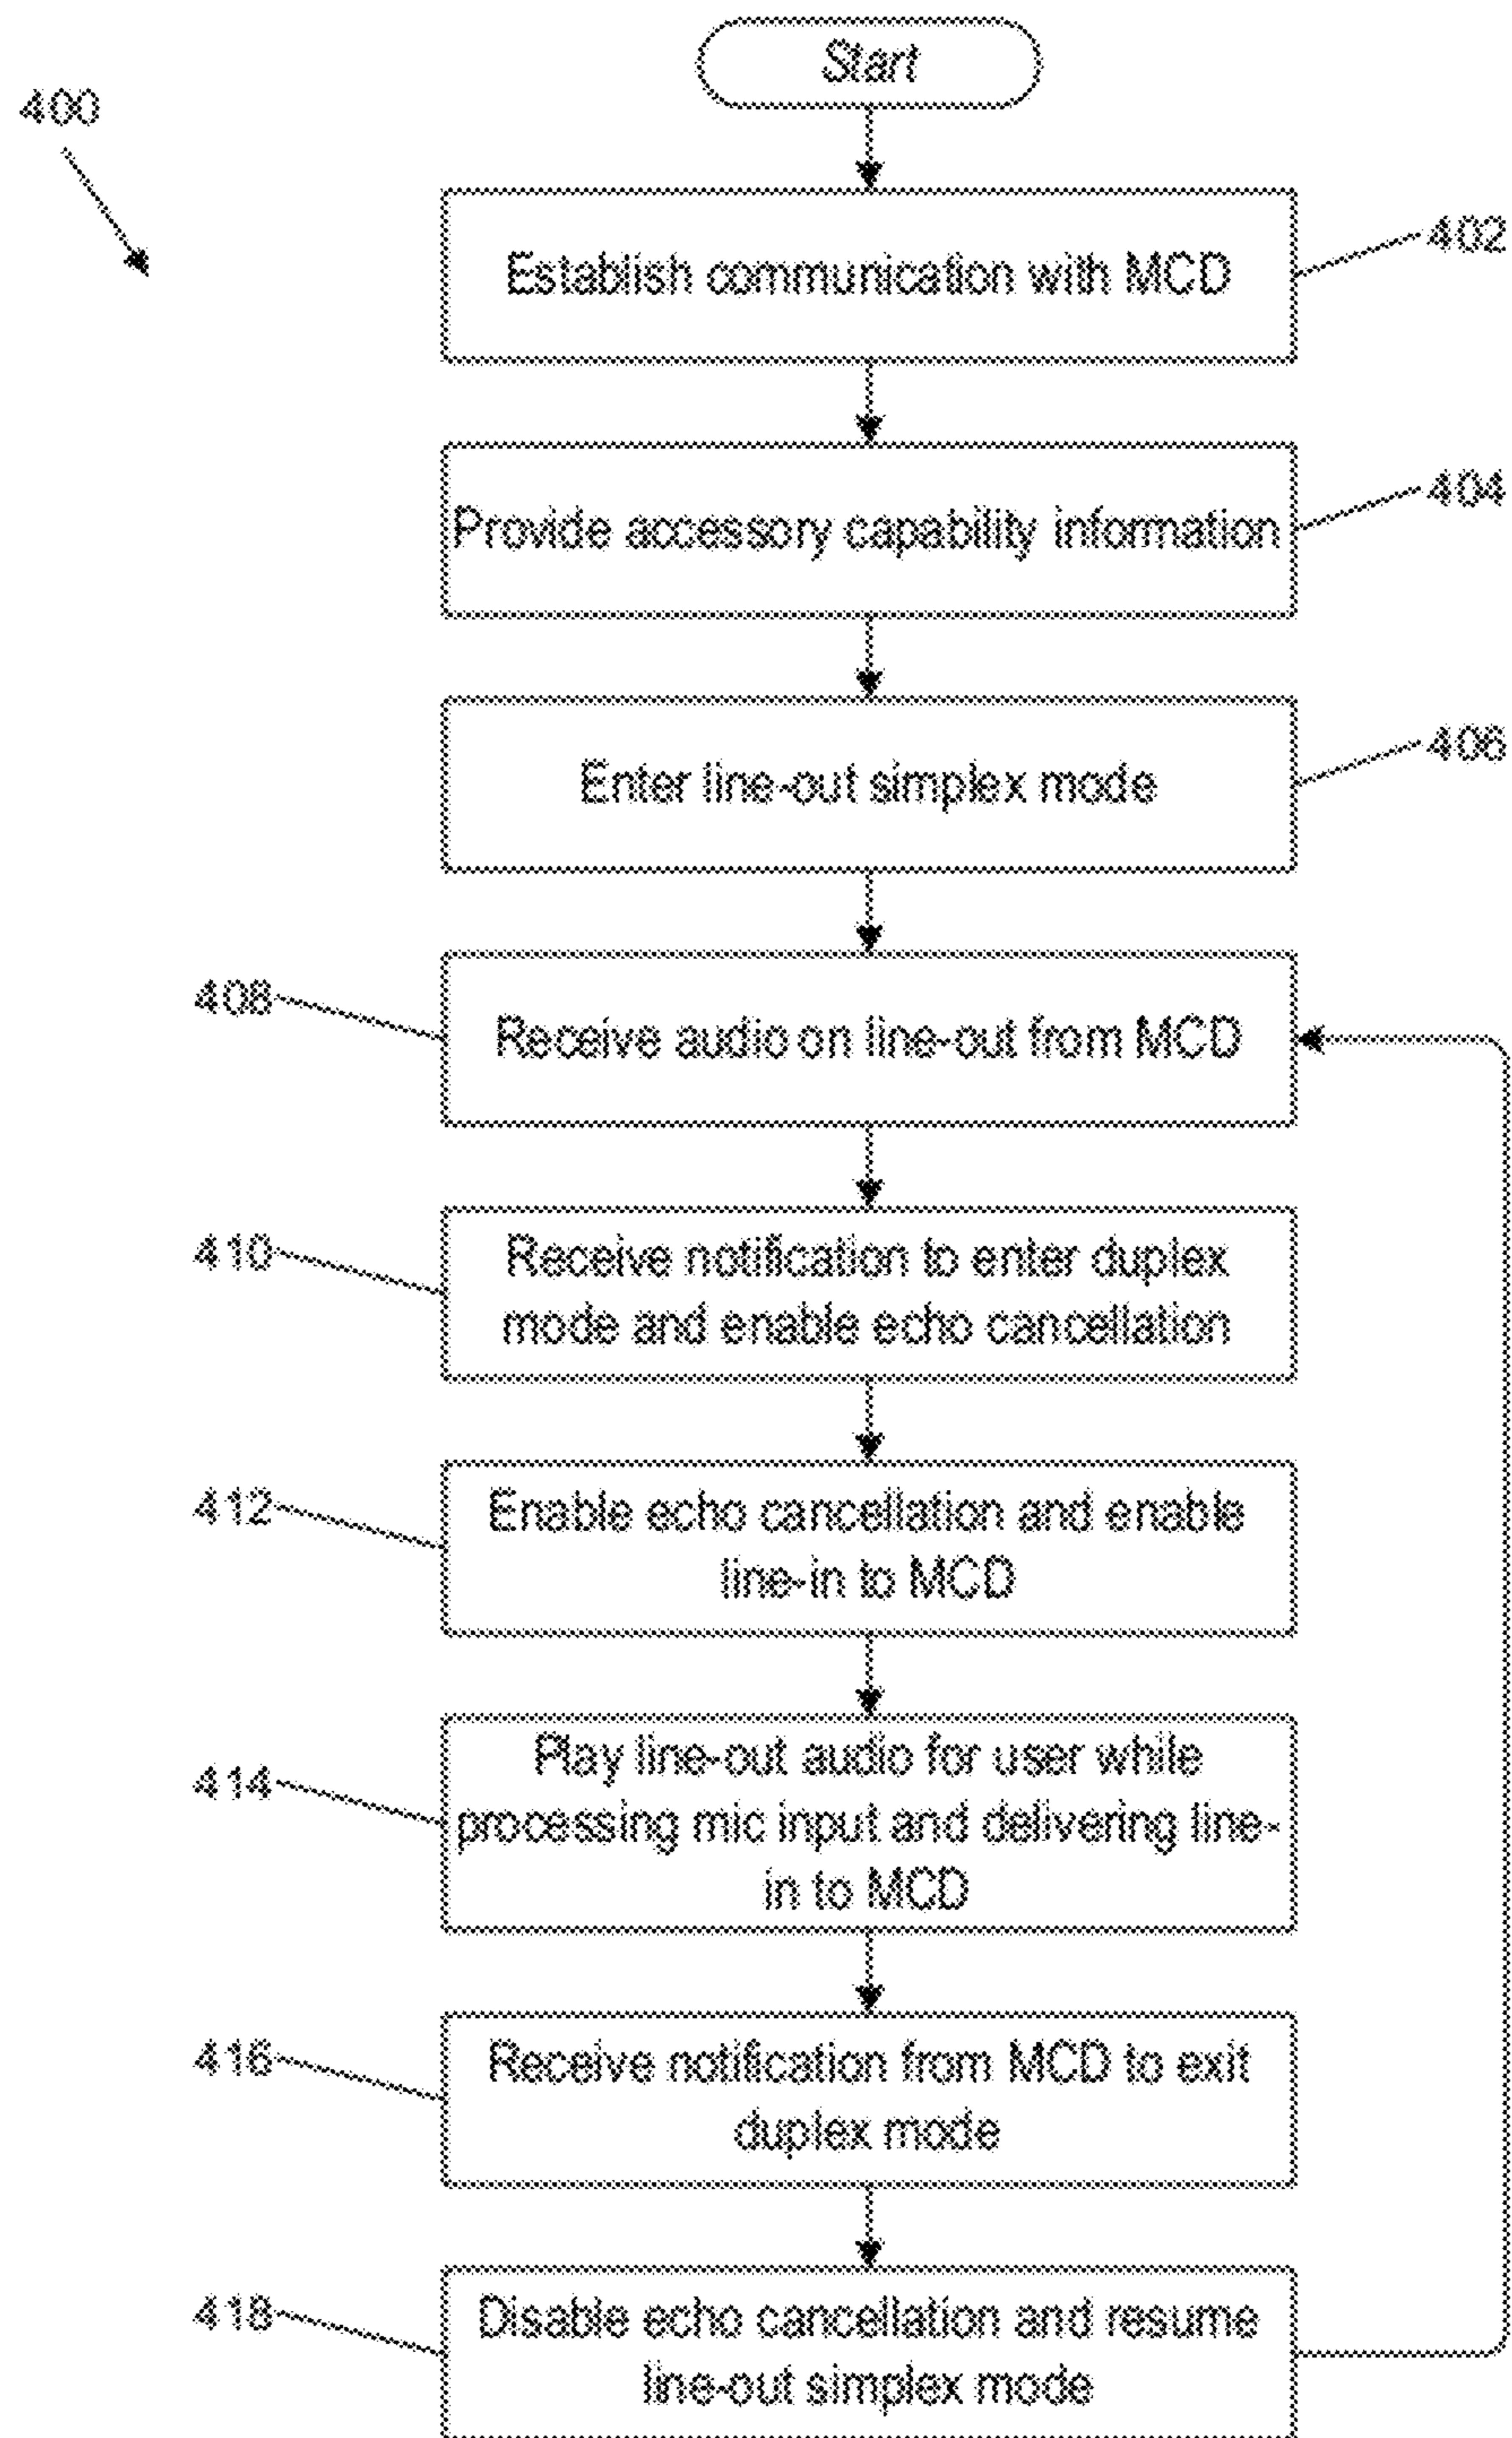 Start
400
Establish communication with MCD
402
Provide accessory capability information
404
Enter line-out simplex mode
406
408
Receive audio on line-out from MCD
410
Receive notification to enter duplex
mode and enable echo cancellation
412
Enable echo cancellation and enable
line-in to MCD
414
Play line-out audio for user while
processing mic input and delivering line-
in to MCD
416
Receive notification from MCD to exit
duplex mode
418
Disable echo cancellation and resume
line-out simplex mode